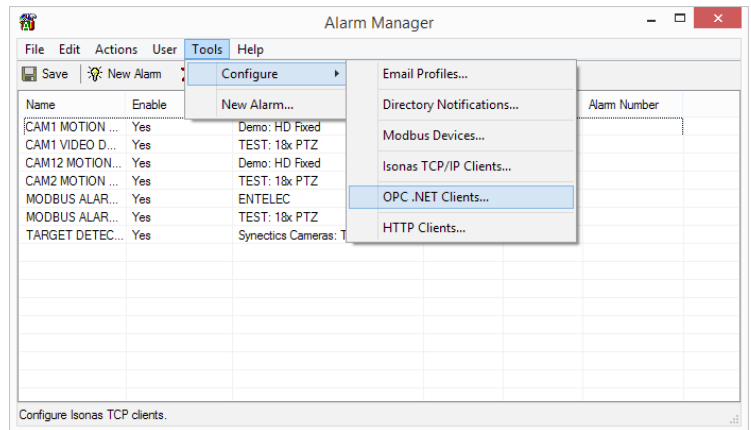 Alarm Manager
File Edit Actions User Tools Help
Save New Alarm
Configure
New Alarm...
Email Profiles...
Directory Notifications...
Modbus Devices...
Isonas TCP/IP Clients...
OPC .NET Clients...
HTTP Clients...
Name Enable Alarm Number
CAM1 MOTION ... Yes Demo: HD Fixed
CAM1 VIDEO D... Yes TEST: 18x PTZ
CAM12 MOTION... Yes Demo: HD Fixed
CAM2 MOTION ... Yes TEST: 18x PTZ
MODBUS ALAR... Yes ENTELEC
MODBUS ALAR... Yes TEST: 18x PTZ
TARGET DETEC... Yes Synectics Cameras: T
Configure Isonas TCP clients.